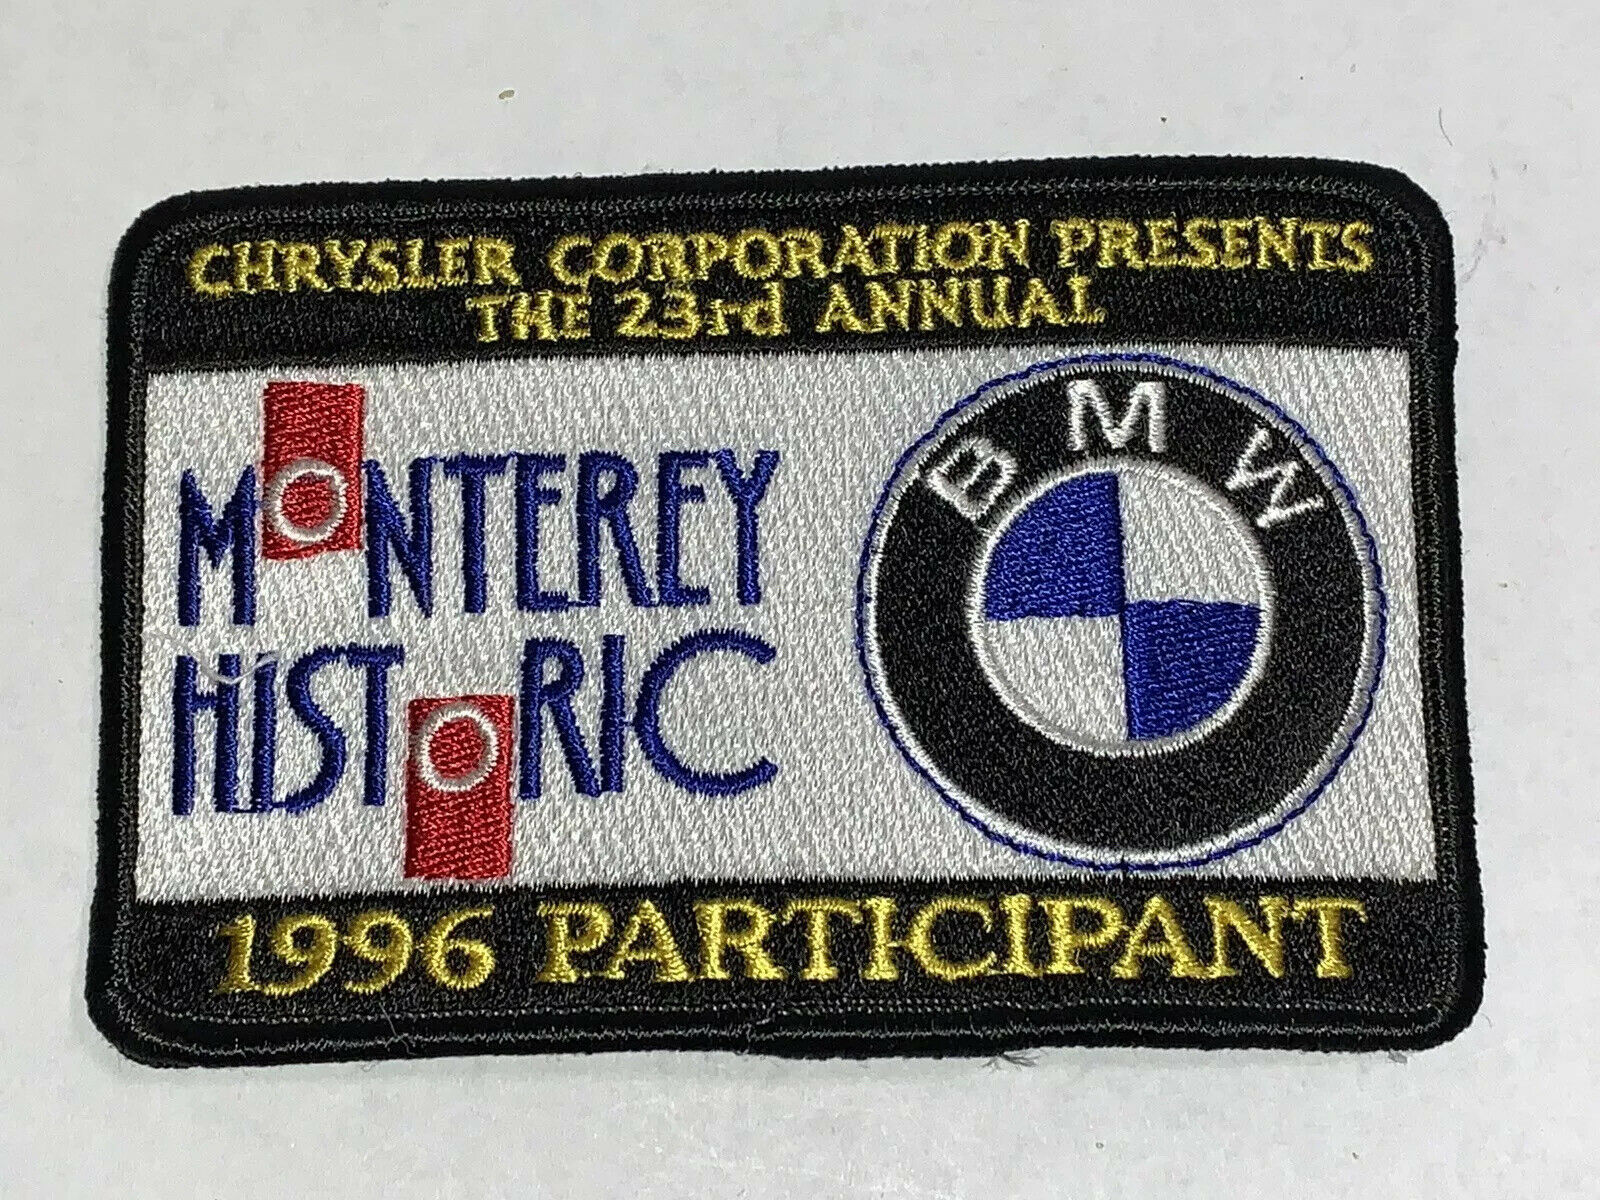 CHRYSLER CORPORATION PRESENTS
THE 23rd ANNUAL
MONTEREY
HISTORIC
BMW
1996 PARTICIPANT